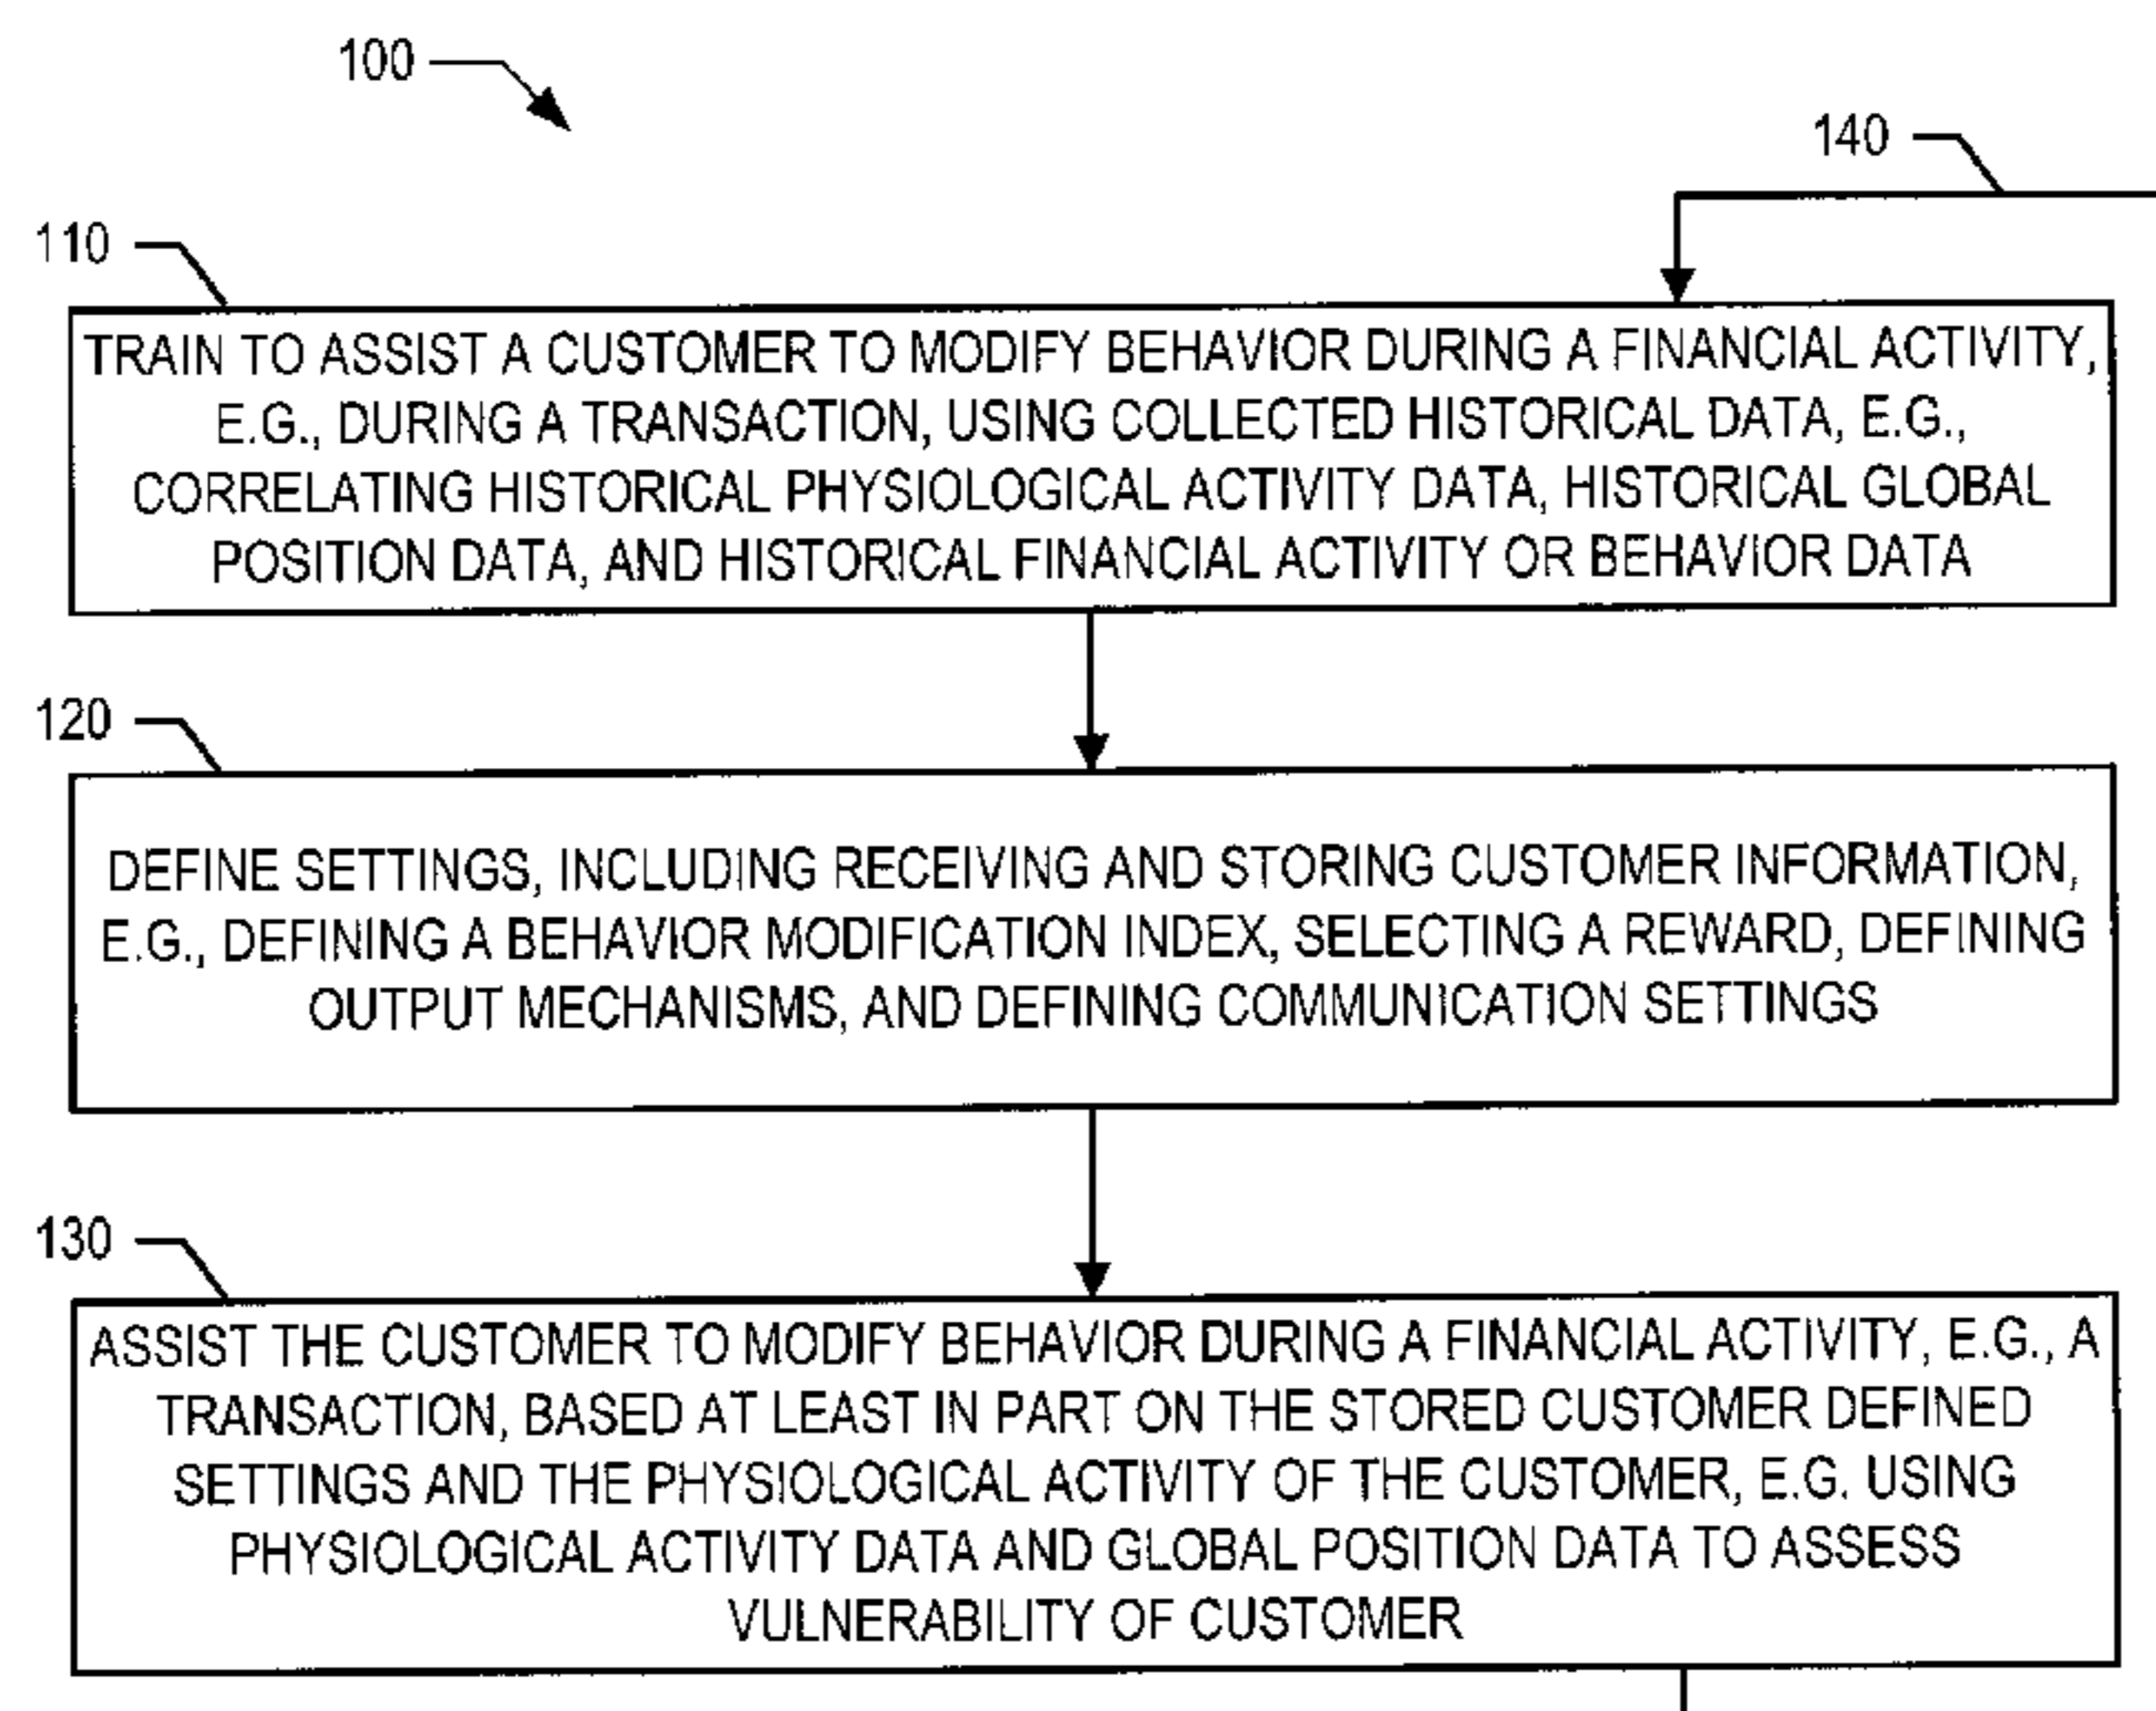 100
140
110
TRAIN TO ASSIST A CUSTOMER TO MODIFY BEHAVIOR DURING A FINANCIAL ACTIVITY,
E.G., DURING A TRANSACTION, USING COLLECTED HISTORICAL DATA, E.G.,
CORRELATING HISTORICAL PHYSIOLOGICAL ACTIVITY DATA, HISTORICAL GLOBAL
POSITION DATA, AND HISTORICAL FINANCIAL ACTIVITY OR BEHAVIOR DATA
120
DEFINE SETTINGS, INCLUDING RECEIVING AND STORING CUSTOMER INFORMATION,
E.G., DEFINING A BEHAVIOR MODIFICATION INDEX, SELECTING A REWARD, DEFINING
OUTPUT MECHANISMS, AND DEFINING COMMUNICATION SETTINGS
130
ASSIST THE CUSTOMER TO MODIFY BEHAVIOR DURING A FINANCIAL ACTIVITY, E.G., A
TRANSACTION, BASED AT LEAST IN PART ON THE STORED CUSTOMER DEFINED
SETTINGS AND THE PHYSIOLOGICAL ACTIVITY OF THE CUSTOMER, E.G. USING
PHYSIOLOGICAL ACTIVITY DATA AND GLOBAL POSITION DATA TO ASSESS
VULNERABILITY OF CUSTOMER